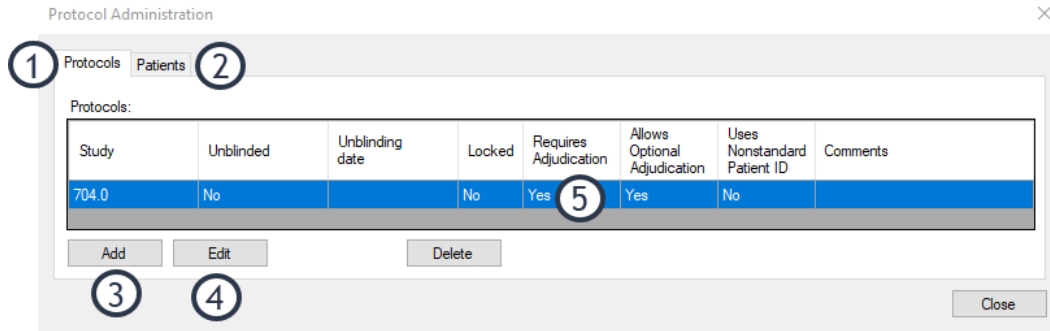 Protocol Administration
1 Protocols Patients 2
Protocols:
Study Unblinded Unblinding date Locked Requires Adjudication Allows Optional Adjudication Uses Nonstandard Patient ID Comments
704.0 No No Yes 5 Yes No
Add Edit Delete
3 4
Close